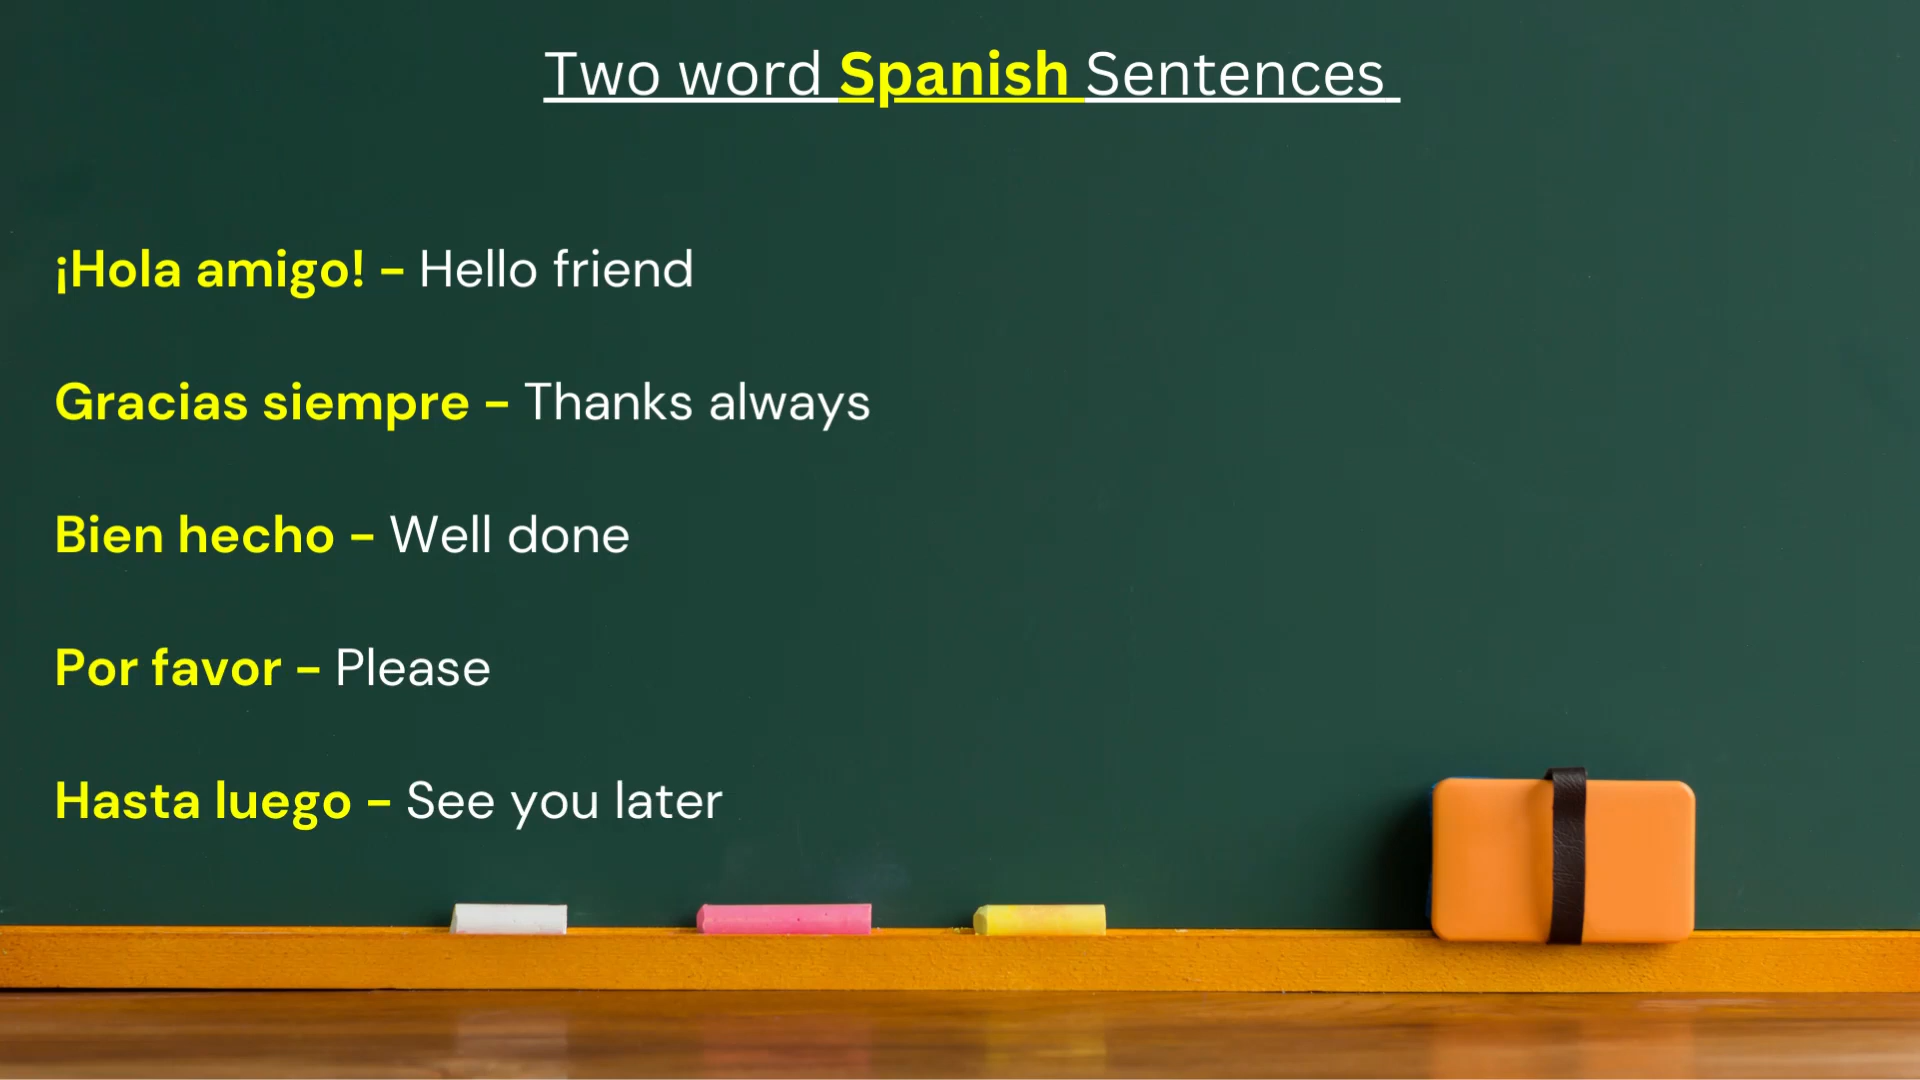 Two word Spanish Sentences
¡Hola amigo! - Hello friend
Gracias siempre - Thanks always
Bien hecho - Well done
Por favor - Please
Hasta luego - See you later